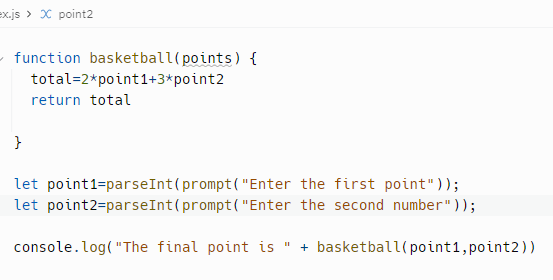 ex.js > point2
function basketball(points) {
  total=2*point1+3*point2
  return total
}
let point1=parseInt(prompt("Enter the first point"));
let point2=parseInt(prompt("Enter the second number"));
console.log("The final point is " + basketball(point1,point2))